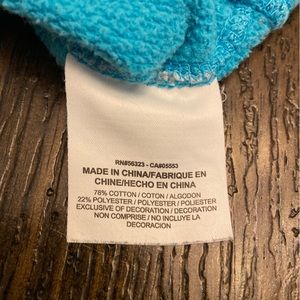 RN#56323 - CA#05553
MADE IN CHINA/FABRIQUE EN
CHINE/HECHO EN CHINA
78% COTTON / COTON / ALGODON
22% POLYESTER / POLYESTER / POLIESTER
EXCLUSIVE OF DECORATION / DECORATION
NON COMPRISE / NO INCLUYE LA
DECORACION